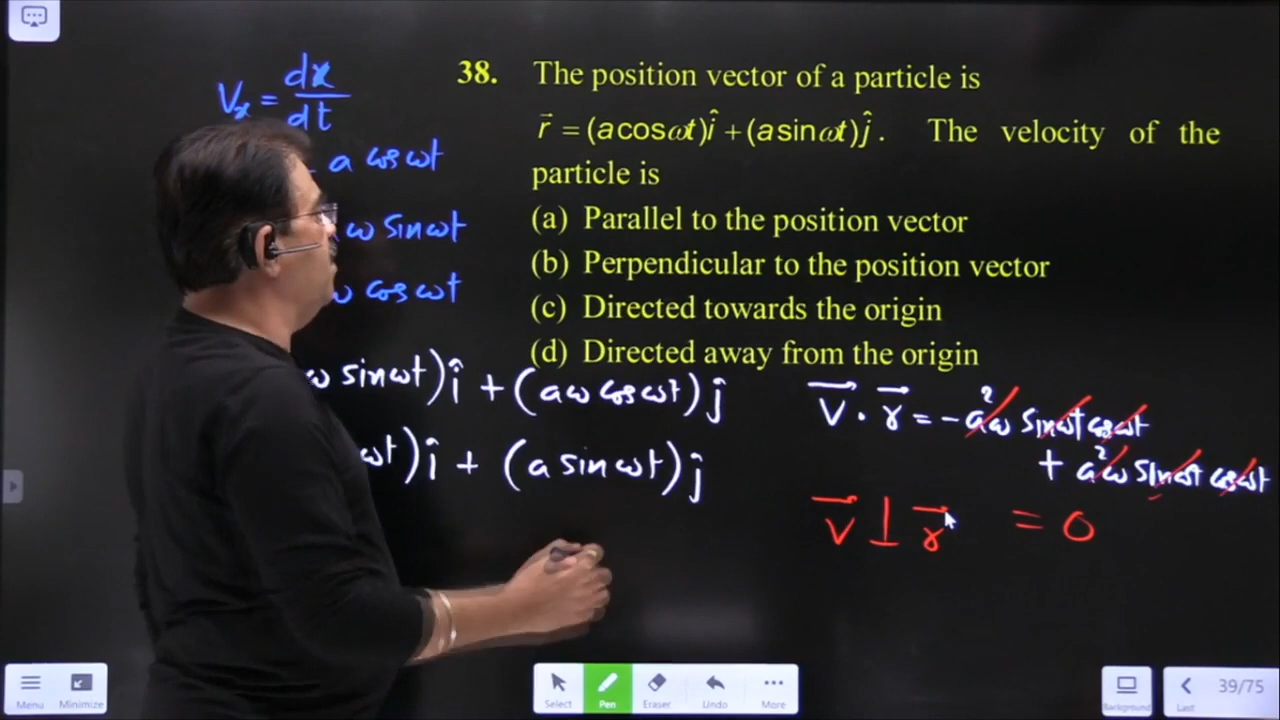 Vx = dx/dt
a cos ωt
ω sin ωt
cos ωt
38. The position vector of a particle is
r⃗ = (a cos ωt)î + (a sin ωt)ĵ. The velocity of the
particle is
(a) Parallel to the position vector
(b) Perpendicular to the position vector
(c) Directed towards the origin
(d) Directed away from the origin
ω sin ωt) î + (aω cos ωt) ĵ
ωt) î + (a sin ωt) ĵ
V⃗ . r⃗ = - a²ω sin ωt cos ωt
+ a²ω sin ωt cos ωt
V⃗ ⊥ r⃗ = 0
Menu Minimize Select Pen Eraser Undo More Background Last 39/75